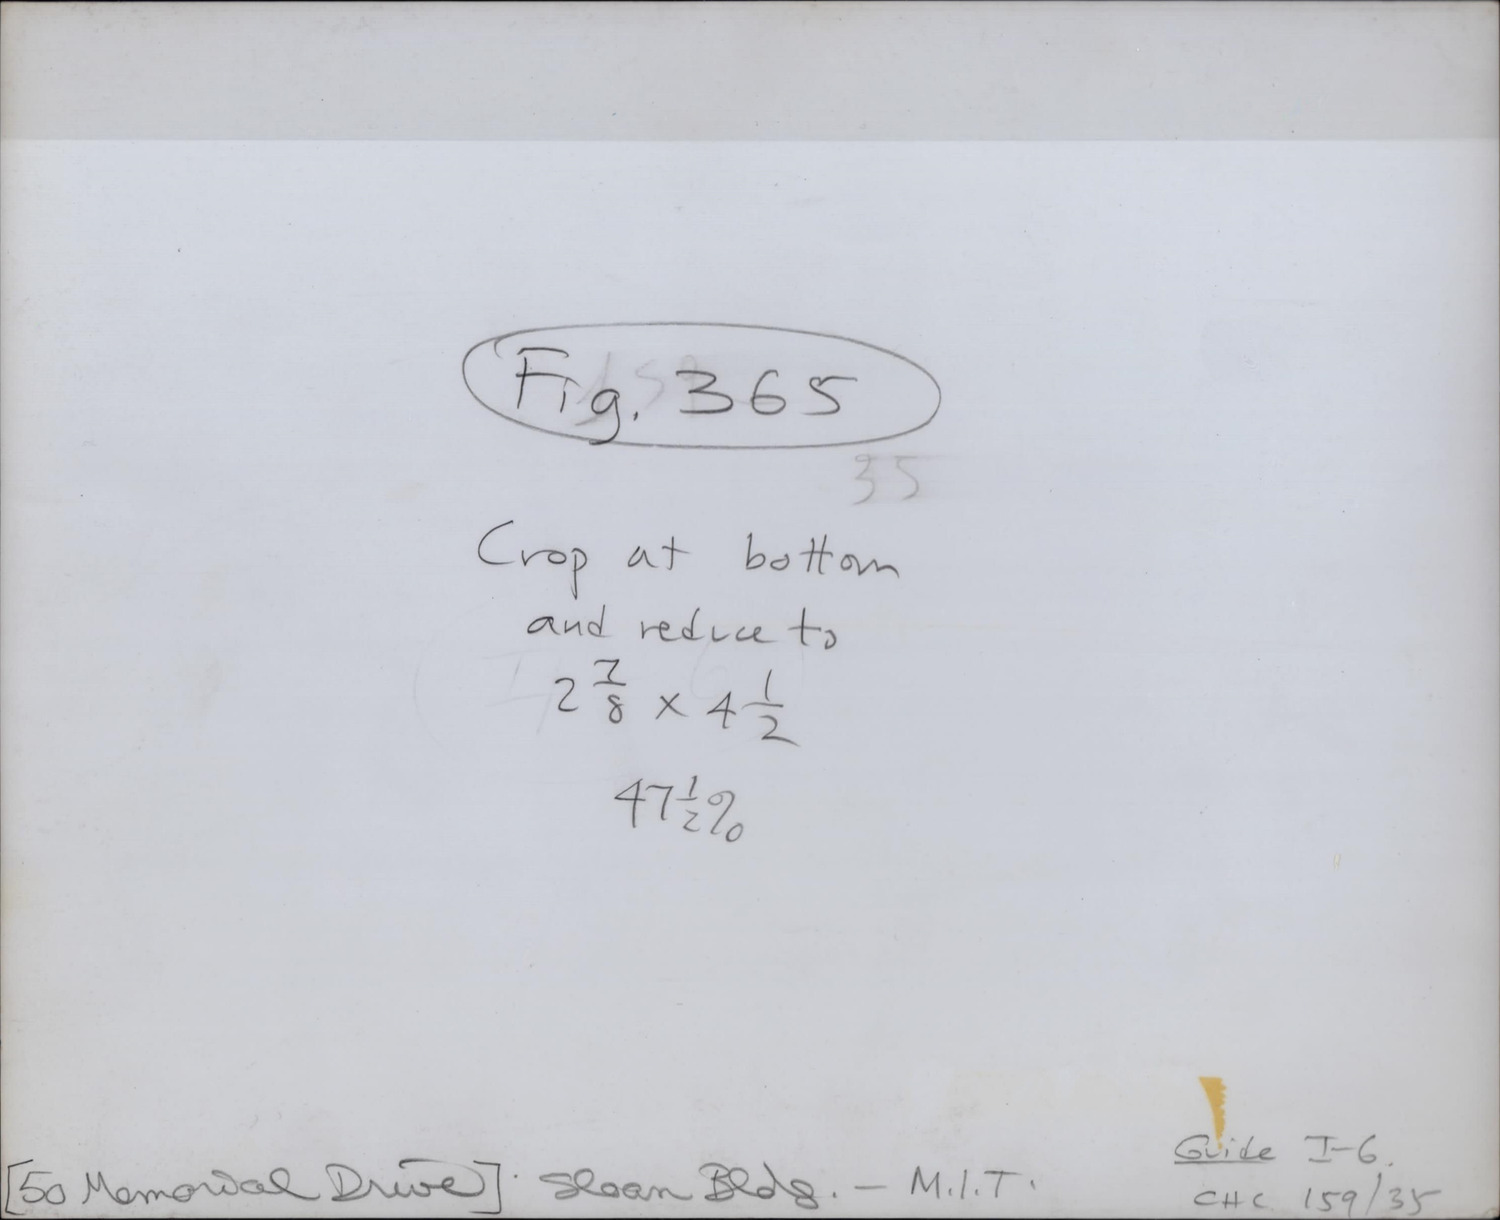 Fig. 365
35
Crop at bottom
and reduce to
2 7/8 x 4 1/2
47 1/2 %
Guide I-6.
[50 Memorial Drive] Sloan Bldg. – M.I.T.
CHC 159/35